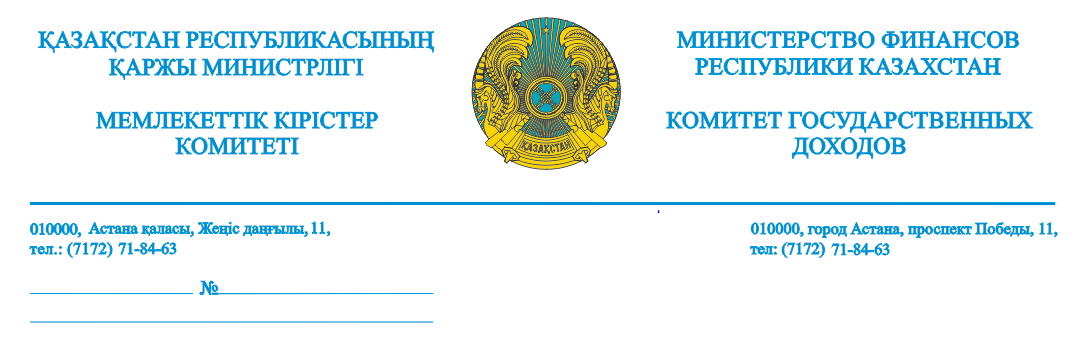 ҚАЗАҚСТАН РЕСПУБЛИКАСЫНЫҢ
ҚАРЖЫ МИНИСТРЛІГІ
МЕМЛЕКЕТТІК КІРІСТЕР
КОМИТЕТІ
ҚАЗАҚСТАН
МИНИСТЕРСТВО ФИНАНСОВ
РЕСПУБЛИКИ КАЗАХСТАН
КОМИТЕТ ГОСУДАРСТВЕННЫХ
ДОХОДОВ
010000, Астана қаласы, Жеңіс даңғылы, 11,
тел.: (7172) 71-84-63
010000, город Астана, проспект Победы, 11,
тел: (7172) 71-84-63
№